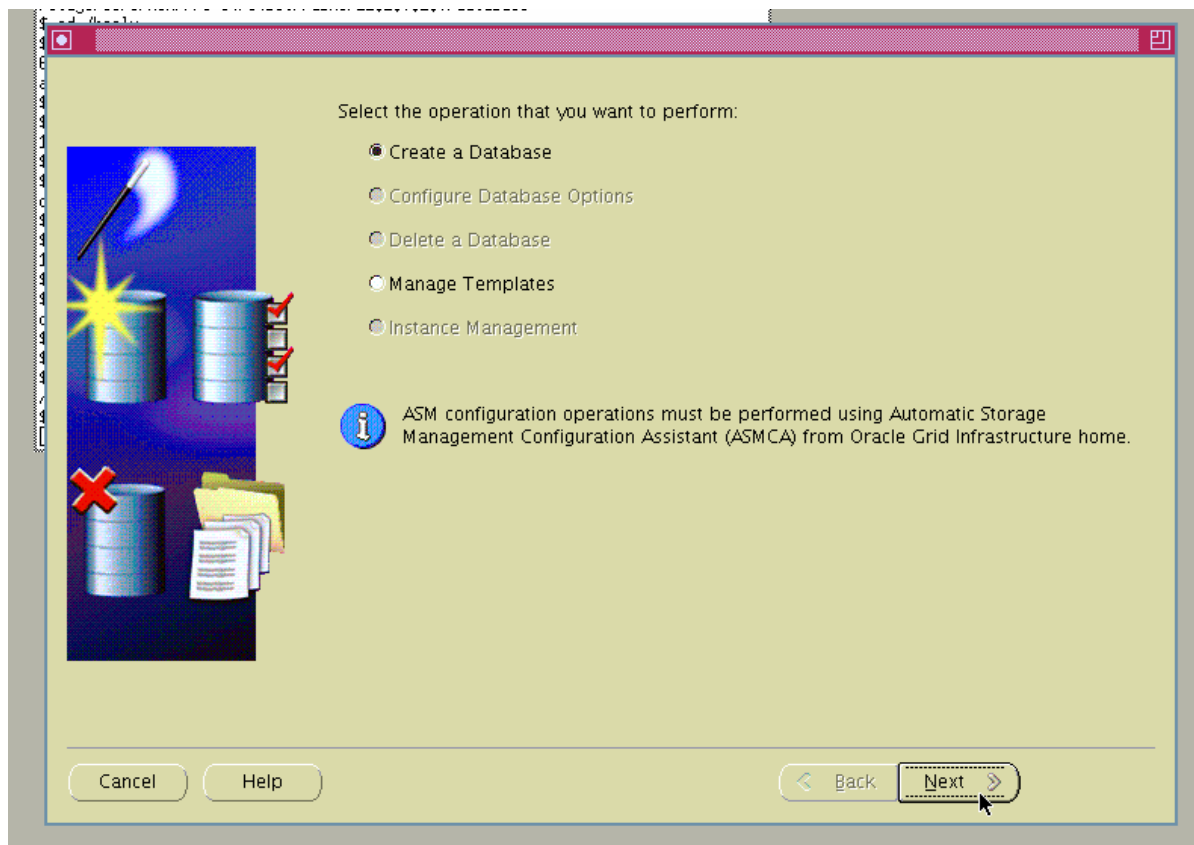 $ cd /
Select the operation that you want to perform:
Create a Database
Configure Database Options
Delete a Database
Manage Templates
Instance Management
ASM configuration operations must be performed using Automatic Storage
Management Configuration Assistant (ASMCA) from Oracle Grid Infrastructure home.
Cancel
Help
Back
Next